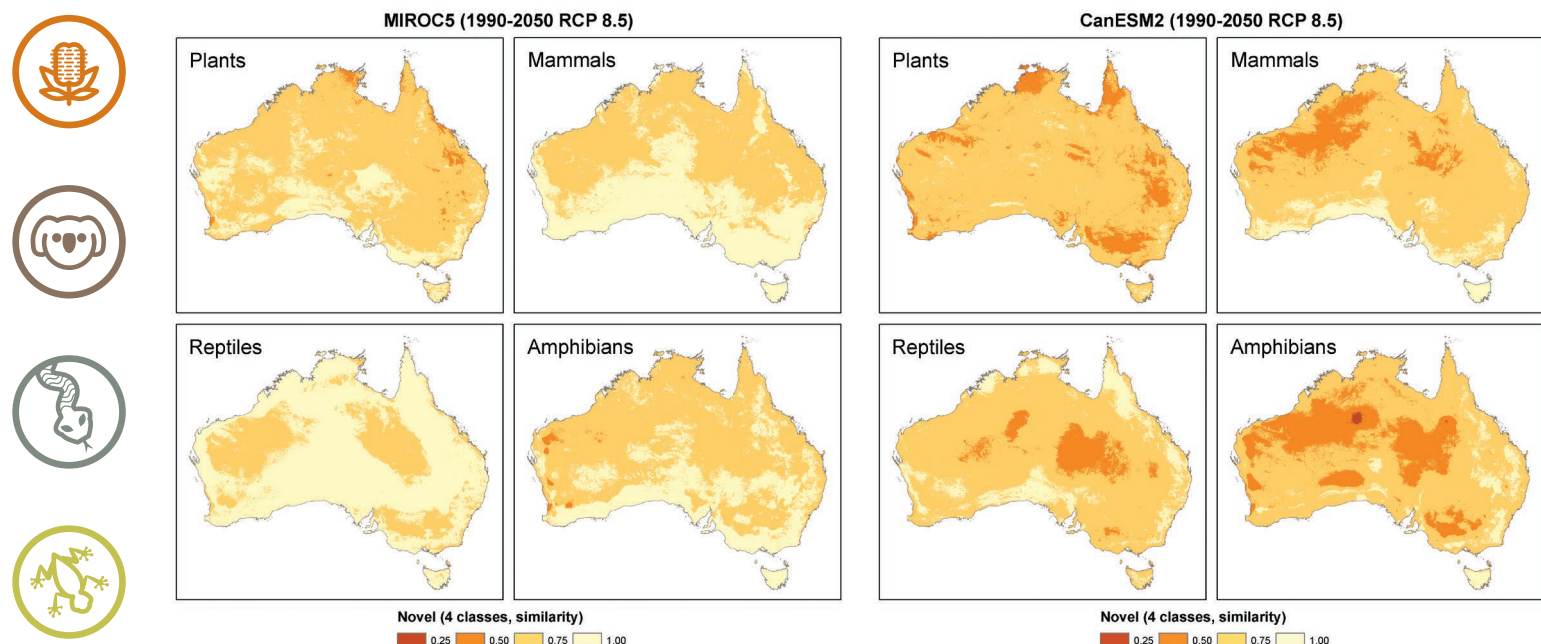 MIROC5 (1990-2050 RCP 8.5)
Plants
Mammals
Reptiles
Amphibians
Novel (4 classes, similarity)
0.25 0.50 0.75 1.00
CanESM2 (1990-2050 RCP 8.5)
Plants
Mammals
Reptiles
Amphibians
Novel (4 classes, similarity)
0.25 0.50 0.75 1.00